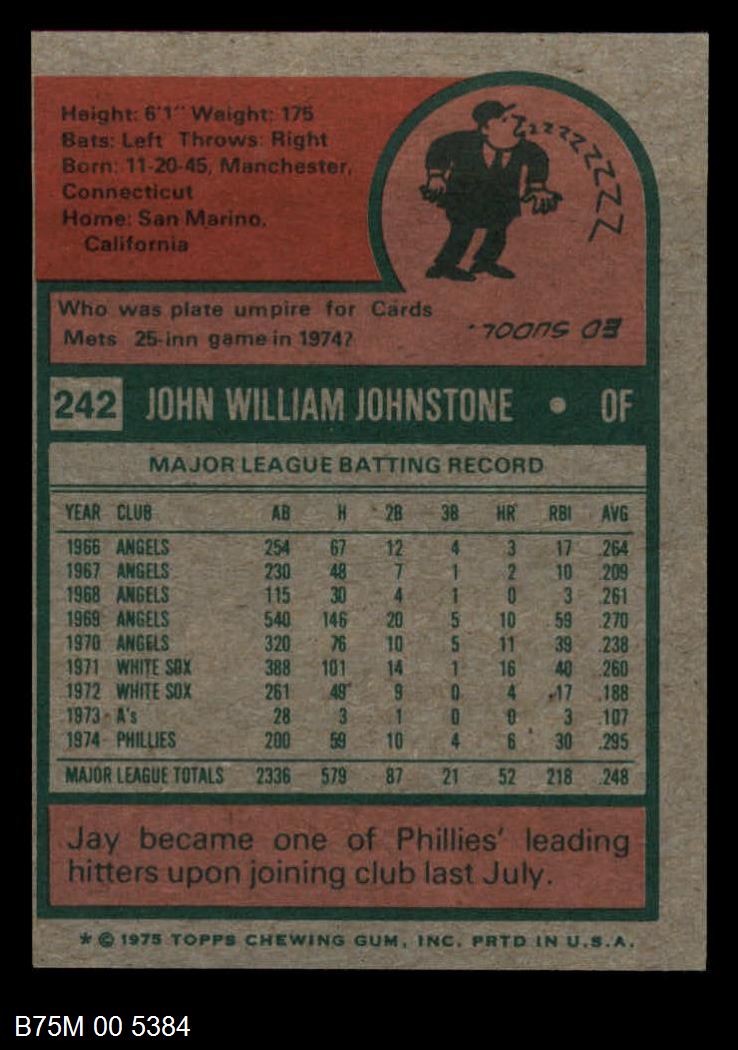 Height: 6'1" Weight: 175
Bats: Left Throws: Right
Born: 11-20-45, Manchester,
Connecticut
Home: San Marino,
California
ZZZZZZZZZ
Who was plate umpire for Cards
Mets 25-inn game in 1974?
ED SUDOL.
242 JOHN WILLIAM JOHNSTONE • OF
MAJOR LEAGUE BATTING RECORD
YEAR CLUB AB H 2B 3B HR RBI AVG
1966 ANGELS 254 67 12 4 3 17 .264
1967 ANGELS 230 48 7 1 2 10 .209
1968 ANGELS 115 30 4 1 0 3 .261
1969 ANGELS 540 146 20 5 10 59 .270
1970 ANGELS 320 76 10 5 11 39 .238
1971 WHITE SOX 388 101 14 1 16 40 .260
1972 WHITE SOX 261 49 9 0 4 17 .188
1973 A's 28 3 1 0 0 3 .107
1974 PHILLIES 200 59 10 4 6 30 .295
MAJOR LEAGUE TOTALS 2336 579 87 21 52 218 .248
Jay became one of Phillies' leading
hitters upon joining club last July.
* © 1975 TOPPS CHEWING GUM, INC. PRTD IN U.S.A.
B75M 00 5384